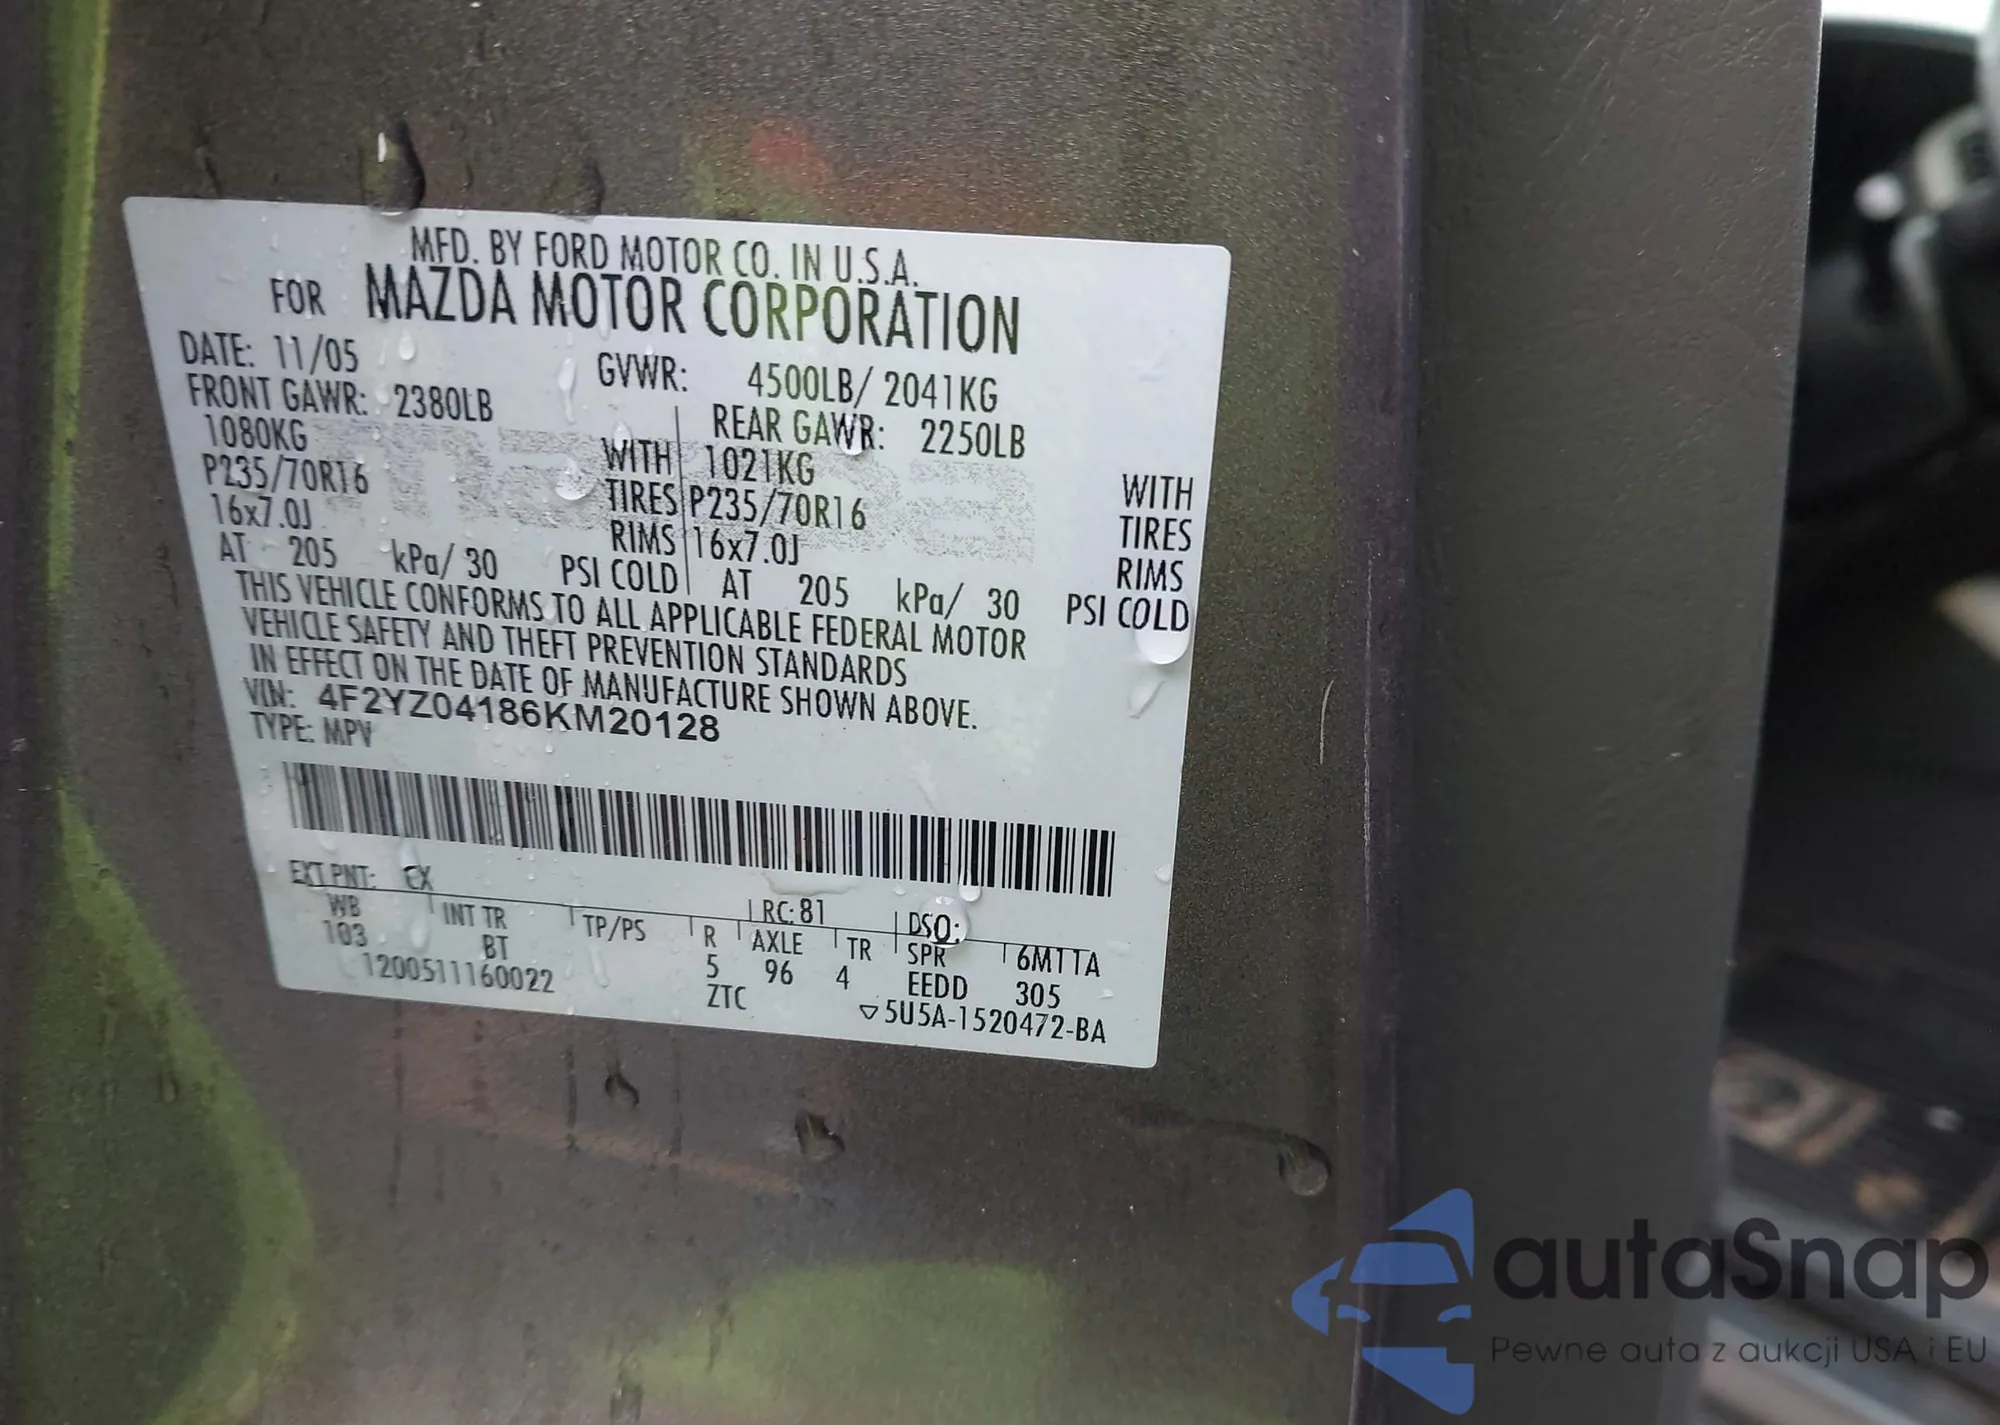 MFD. BY FORD MOTOR CO. IN U.S.A.
FOR MAZDA MOTOR CORPORATION
DATE: 11/05 GVWR: 4500LB/ 2041KG
FRONT GAWR: 2380LB REAR GAWR: 2250LB
1080KG WITH 1021KG WITH
P235/70R16 TIRES P235/70R16 TIRES
16x7.0J RIMS 16x7.0J RIMS
AT 205 kPa/ 30 PSI COLD AT 205 kPa/ 30 PSI COLD
THIS VEHICLE CONFORMS TO ALL APPLICABLE FEDERAL MOTOR
VEHICLE SAFETY AND THEFT PREVENTION STANDARDS
IN EFFECT ON THE DATE OF MANUFACTURE SHOWN ABOVE.
VIN: 4F2YZ04186KM20128
TYPE: MPV
EXT PNT: EX RC: 81 DSO:
WB INT TR TP/PS R AXLE TR SPR 6M11A
103 BT 5 96 4 EEDD 305
1200511160022 ZTC ▽5U5A-1520472-BA
autaSnap
Pewne auta z aukcji USA i EU